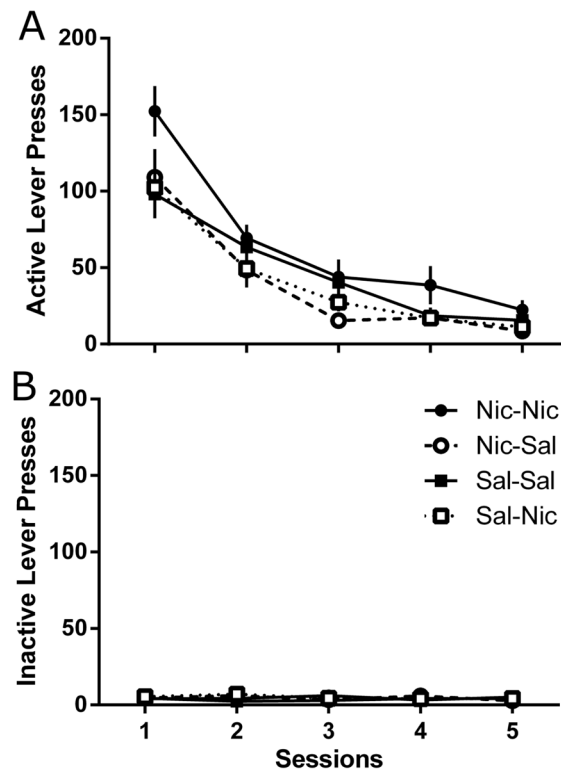 A
Active Lever Presses
200
150
100
50
0
B
Inactive Lever Presses
200
150
100
50
0
Nic-Nic
Nic-Sal
Sal-Sal
Sal-Nic
1 2 3 4 5
Sessions